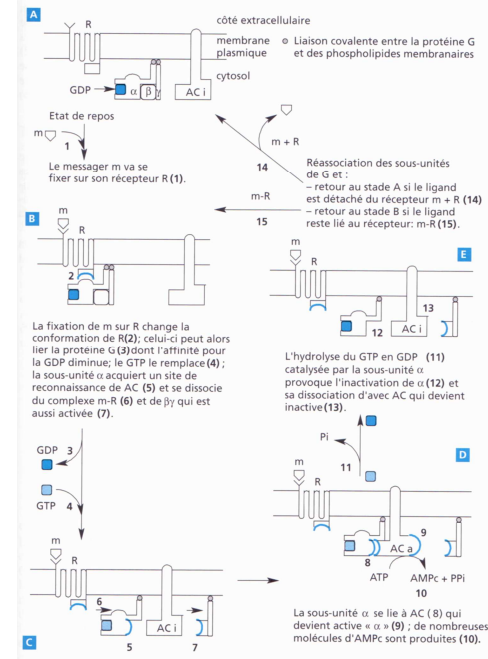 A
R
côté extracellulaire
membrane
plasmique
Liaison covalente entre la protéine G
et des phospholipides membranaires
cytosol
GDP
α β γ
AC i
Etat de repos
m
1
Le messager m va se
fixer sur son récepteur R (1).
m + R
14
m-R
15
Réassociation des sous-unités
de G et :
– retour au stade A si le ligand
est détaché du récepteur m + R (14)
– retour au stade B si le ligand
reste lié au récepteur: m-R (15).
B
m
R
2
La fixation de m sur R change la
conformation de R(2); celui-ci peut alors
lier la protéine G (3) dont l'affinité pour
la GDP diminue; le GTP le remplace (4) ;
la sous-unité α acquiert un site de
reconnaissance de AC (5) et se dissocie
du complexe m-R (6) et de βγ qui est
aussi activée (7).
E
m
R
13
12
AC i
L'hydrolyse du GTP en GDP (11)
catalysée par la sous-unité α
provoque l'inactivation de α (12) et
sa dissociation d'avec AC qui devient
inactive (13).
GDP 3
GTP 4
Pi
11
D
m
R
9
8
AC a
ATP
AMPc + PPi
10
La sous-unité α se lie à AC ( 8) qui
devient active « α » (9) ; de nombreuses
molécules d'AMPc sont produites (10).
m
R
6
AC i
C
5
7